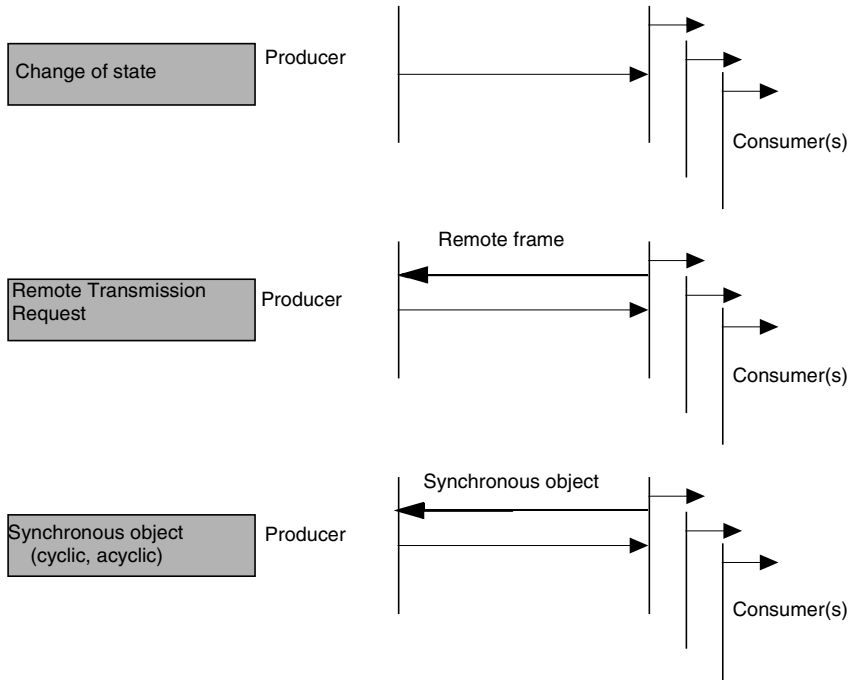 Change of state
Producer
Consumer(s)
Remote frame
Remote Transmission
Request
Producer
Consumer(s)
Synchronous object
Synchronous object
(cyclic, acyclic)
Producer
Consumer(s)